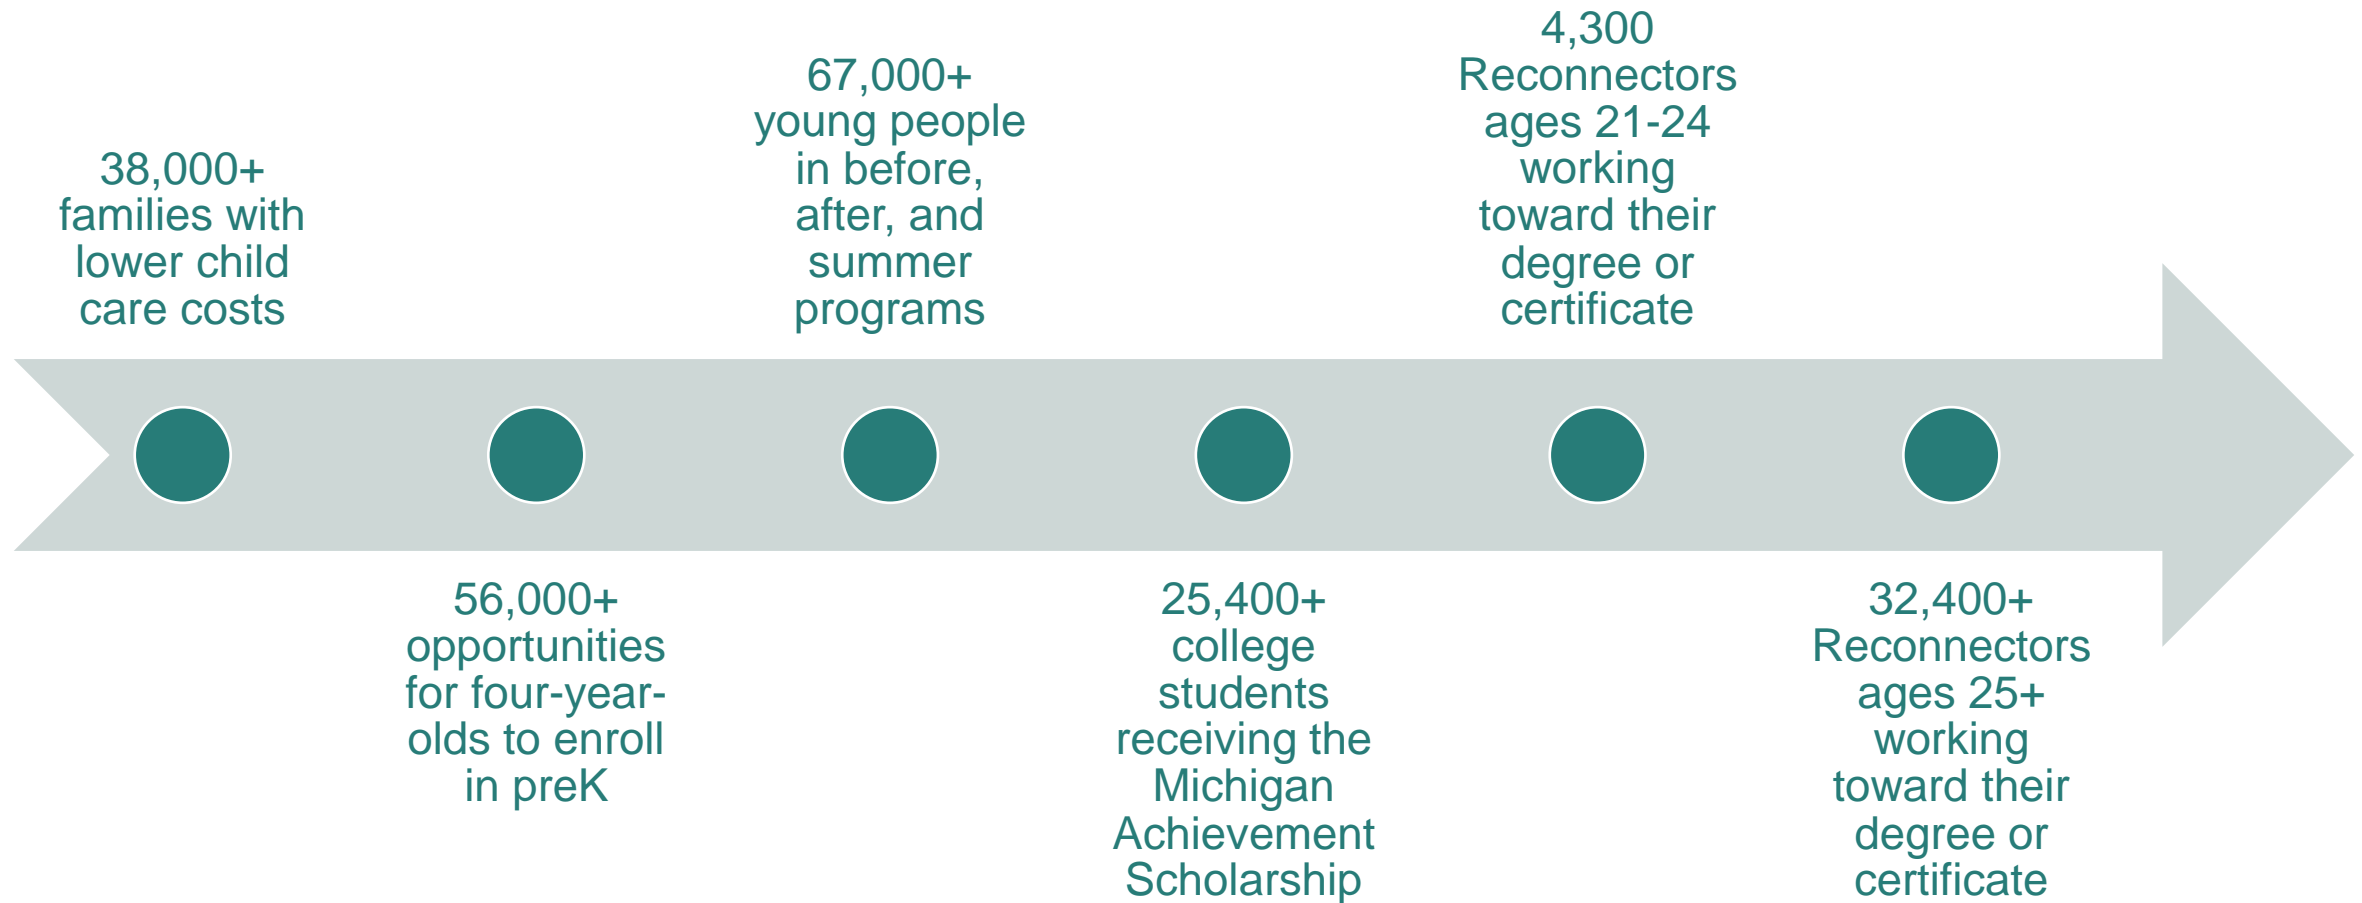 38,000+
families with
lower child
care costs
56,000+
opportunities
for four-year-
olds to enroll
in preK
67,000+
young people
in before,
after, and
summer
programs
25,400+
college
students
receiving the
Michigan
Achievement
Scholarship
4,300
Reconnectors
ages 21-24
working
toward their
degree or
certificate
32,400+
Reconnectors
ages 25+
working
toward their
degree or
certificate